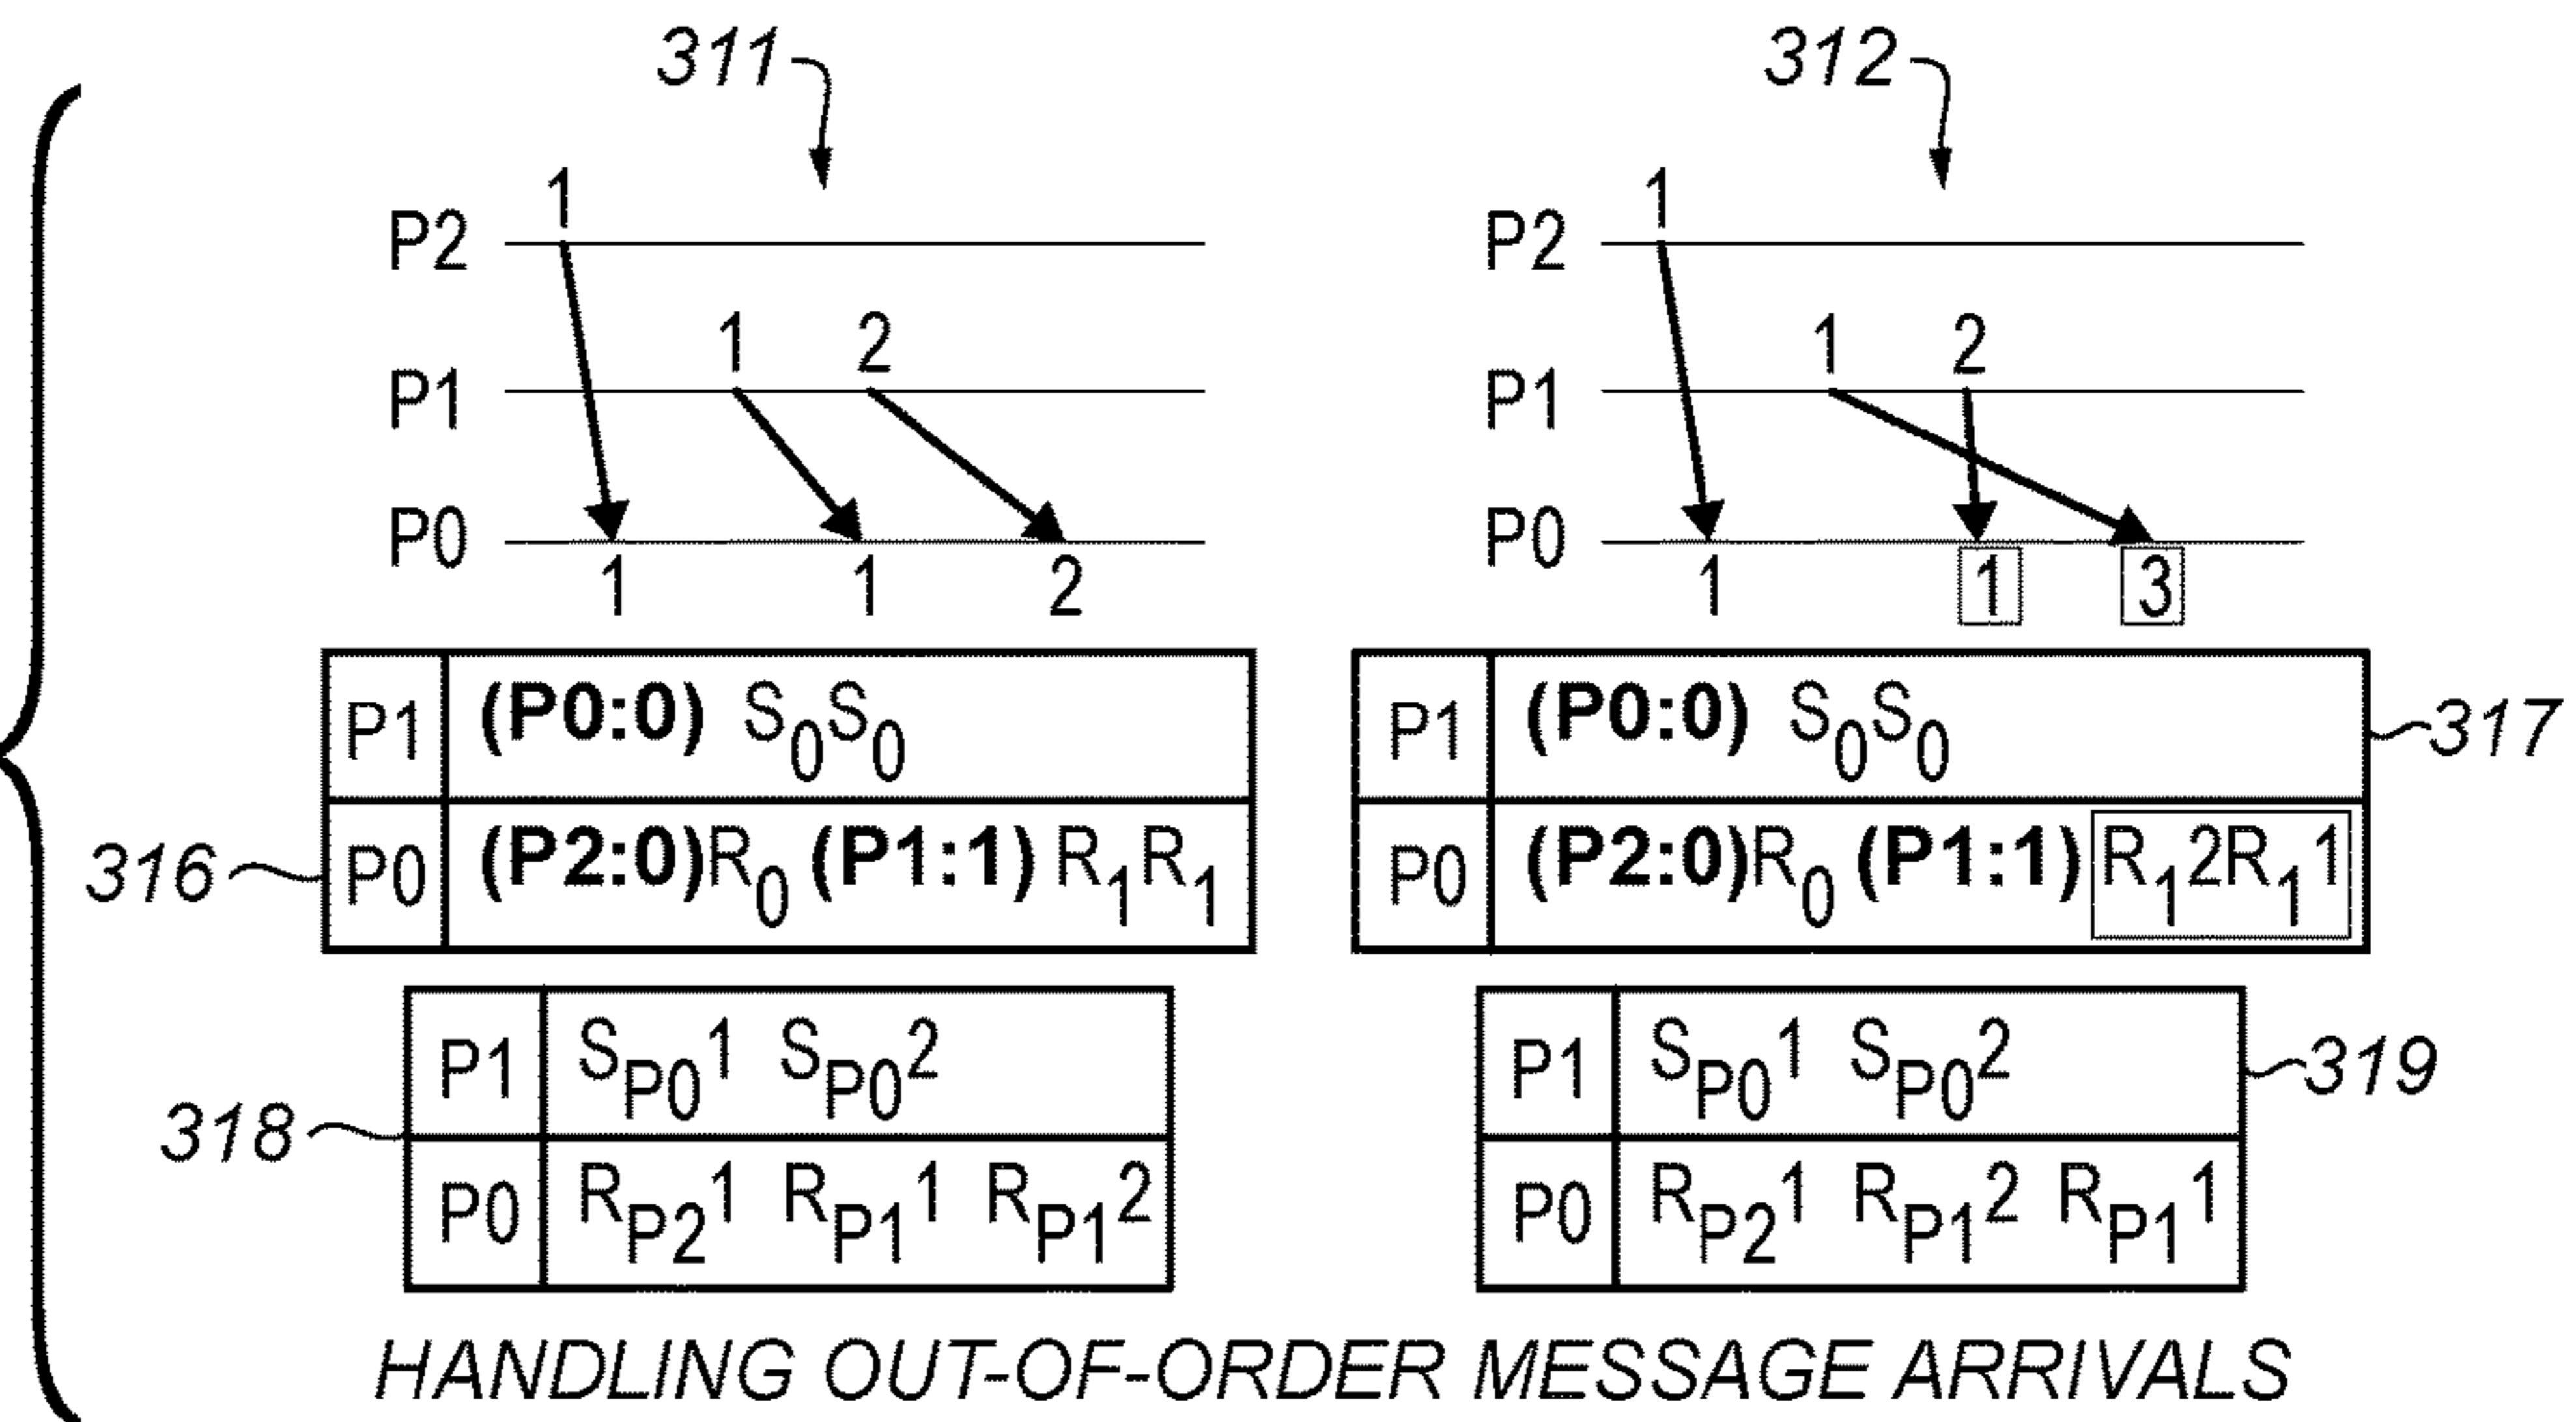 311 312
1 1
P2 P2
1 2 1 2
P1 P1
P0 P0
1 1 2 1 1 3
P1 (P0:0) S0S0 P1 (P0:0) S0S0 317
316 P0 (P2:0)R0 (P1:1) R1R1 P0 (P2:0)R0 (P1:1) R12R11
P1 SP01 SP02 P1 SP01 SP02 319
318 P0 RP21 RP11 RP12 P0 RP21 RP12 RP11
HANDLING OUT-OF-ORDER MESSAGE ARRIVALS